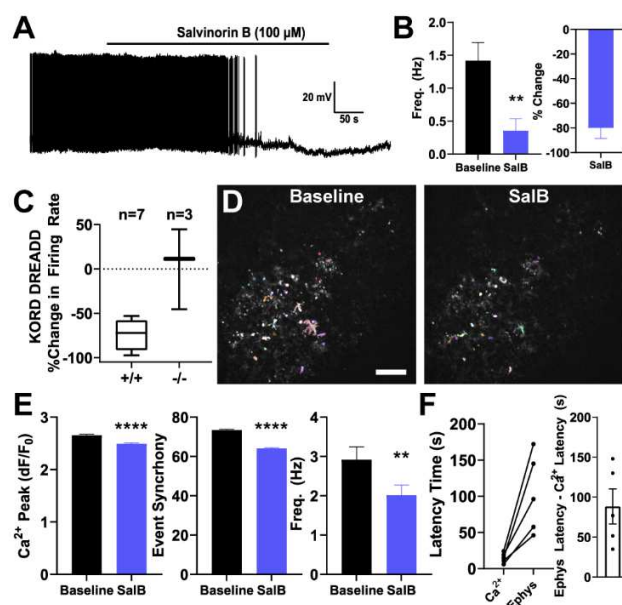 A
Salvinorin B (100 µM)
20 mV
50 s
B
Freq. (Hz)
2.0
1.5
1.0
0.5
0.0
**
Baseline SalB
% Change
0
-20
-40
-60
-80
-100
SalB
C
n=7 n=3
KORD DREADD
%Change in Firing Rate
50
0
-50
-100
+/+ -/-
D
Baseline
SalB
E
Ca2+ Peak (dF/F0)
3
2
1
0
****
Baseline SalB
Event Syncrhony
80
60
40
20
0
****
Baseline SalB
Freq. (Hz)
4
3
2
1
0
**
Baseline SalB
F
Latency Time (s)
200
150
100
50
0
Ca2+
Ephys
Ephys Latency - Ca2+ Latency (s)
200
150
100
50
0